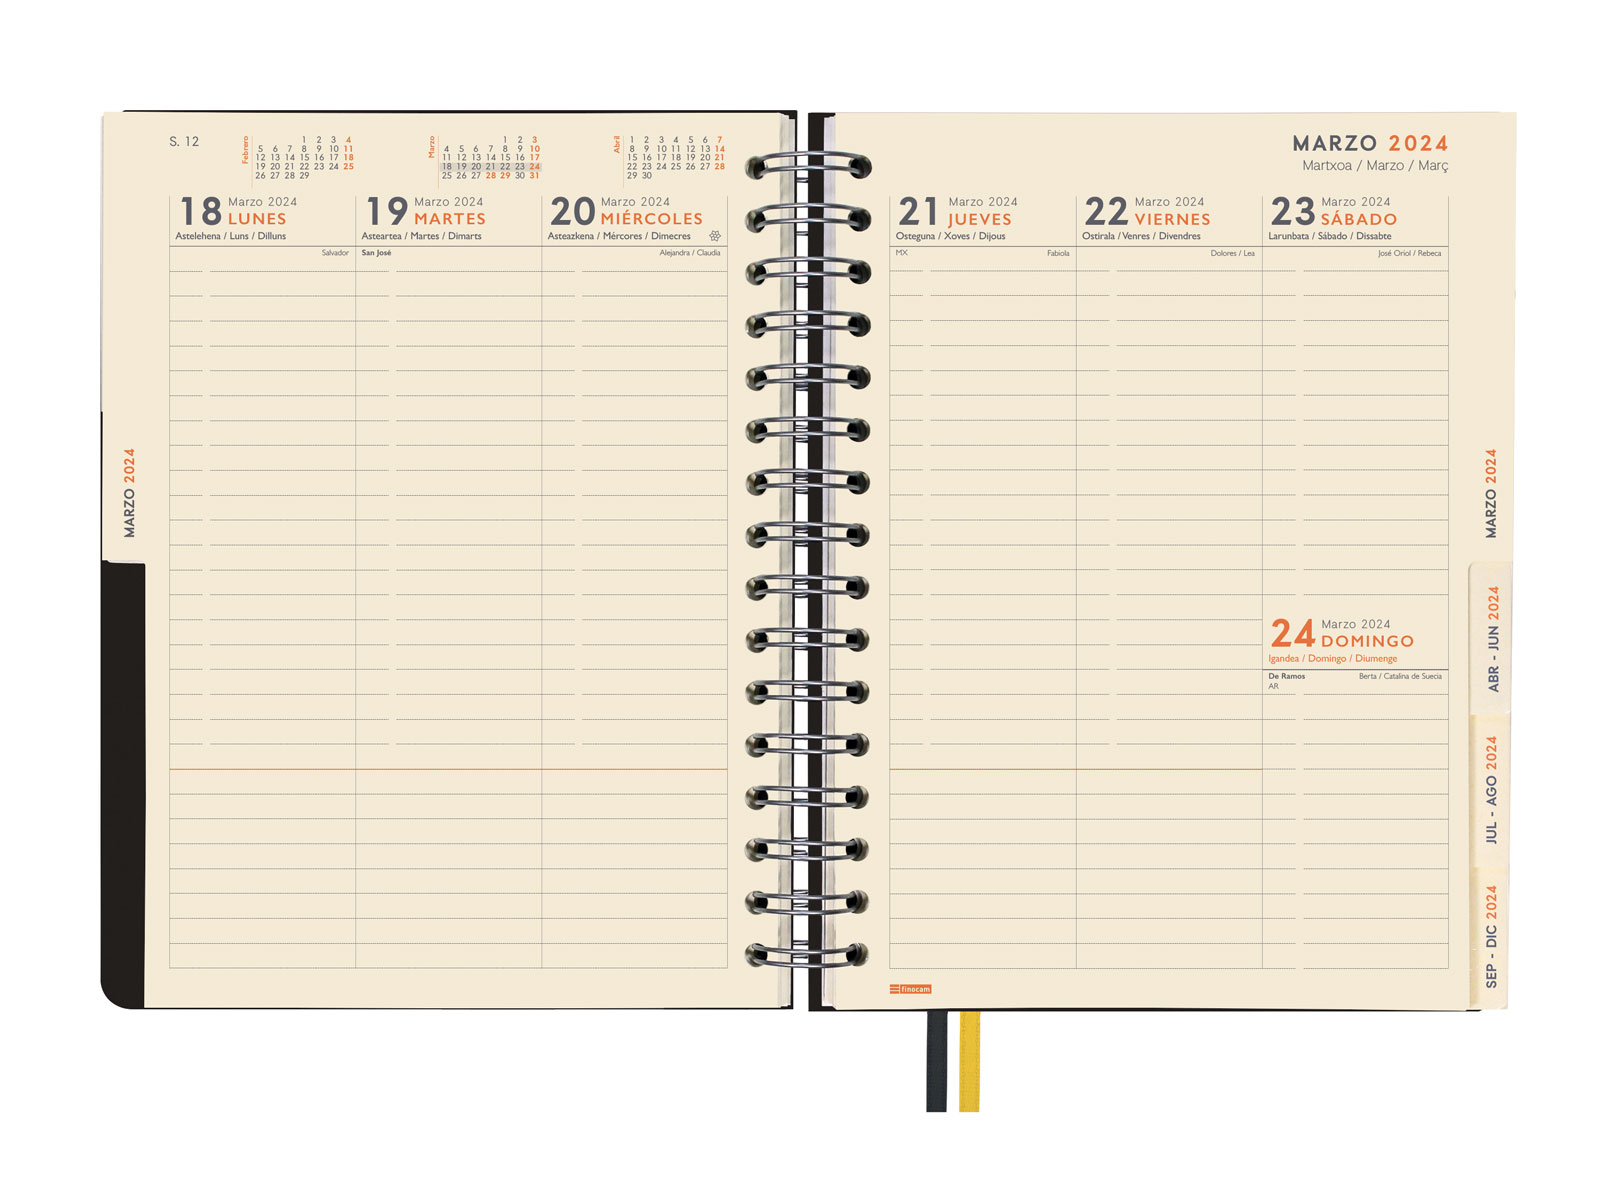 S. 12
Febrero
1 2 3 4
5 6 7 8 9 10 11
12 13 14 15 16 17 18
19 20 21 22 23 24 25
26 27 28 29
Marzo
1 2 3
4 5 6 7 8 9 10
11 12 13 14 15 16 17
18 19 20 21 22 23 24
25 26 27 28 29 30 31
Abril
1 2 3 4 5 6 7
8 9 10 11 12 13 14
15 16 17 18 19 20 21
22 23 24 25 26 27 28
29 30
18 Marzo 2024
LUNES
Astelehena / Luns / Dilluns
Salvador
19 Marzo 2024
MARTES
Asteartea / Martes / Dimarts
San José
20 Marzo 2024
MIÉRCOLES
Asteazkena / Mércores / Dimecres
Alejandra / Claudia
MARZO 2024
MARZO 2024
Martxoa / Marzo / Març
21 Marzo 2024
JUEVES
Osteguna / Xoves / Dijous
MX Fabiola
22 Marzo 2024
VIERNES
Ostirala / Venres / Divendres
Dolores / Lea
23 Marzo 2024
SÁBADO
Larunbata / Sábado / Dissabte
José Oriol / Rebeca
24 Marzo 2024
DOMINGO
Igandea / Domingo / Diumenge
De Ramos Berta / Catalina de Suecia
AR
MARZO 2024
ABR - JUN 2024
JUL - AGO 2024
SEP - DIC 2024
finocam